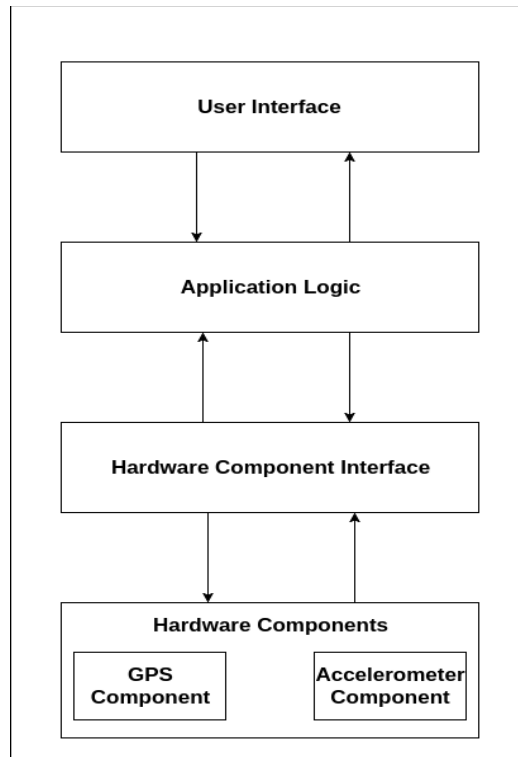 User Interface
Application Logic
Hardware Component Interface
Hardware Components
GPS
Component
Accelerometer
Component